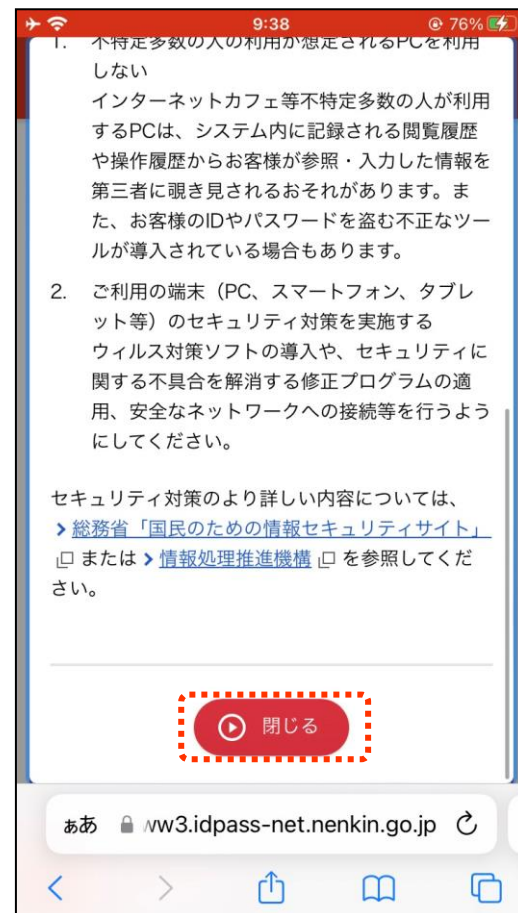 9:38
76%
1. 不特定多数の人の利用が想定されるPCを利用
しない
インターネットカフェ等不特定多数の人が利用
するPCは、システム内に記録される閲覧履歴
や操作履歴からお客様が参照・入力した情報を
第三者に覗き見されるおそれがあります。ま
た、お客様のIDやパスワードを盗む不正なツー
ルが導入されている場合もあります。
2. ご利用の端末（PC、スマートフォン、タブレ
ット等）のセキュリティ対策を実施する
ウィルス対策ソフトの導入や、セキュリティに
関する不具合を解消する修正プログラムの適
用、安全なネットワークへの接続等を行うよう
にしてください。
セキュリティ対策のより詳しい内容については、
総務省「国民のための情報セキュリティサイト」
または 情報処理推進機構 を参照してくだ
さい。
閉じる
ぁあ ww3.idpass-net.nenkin.go.jp